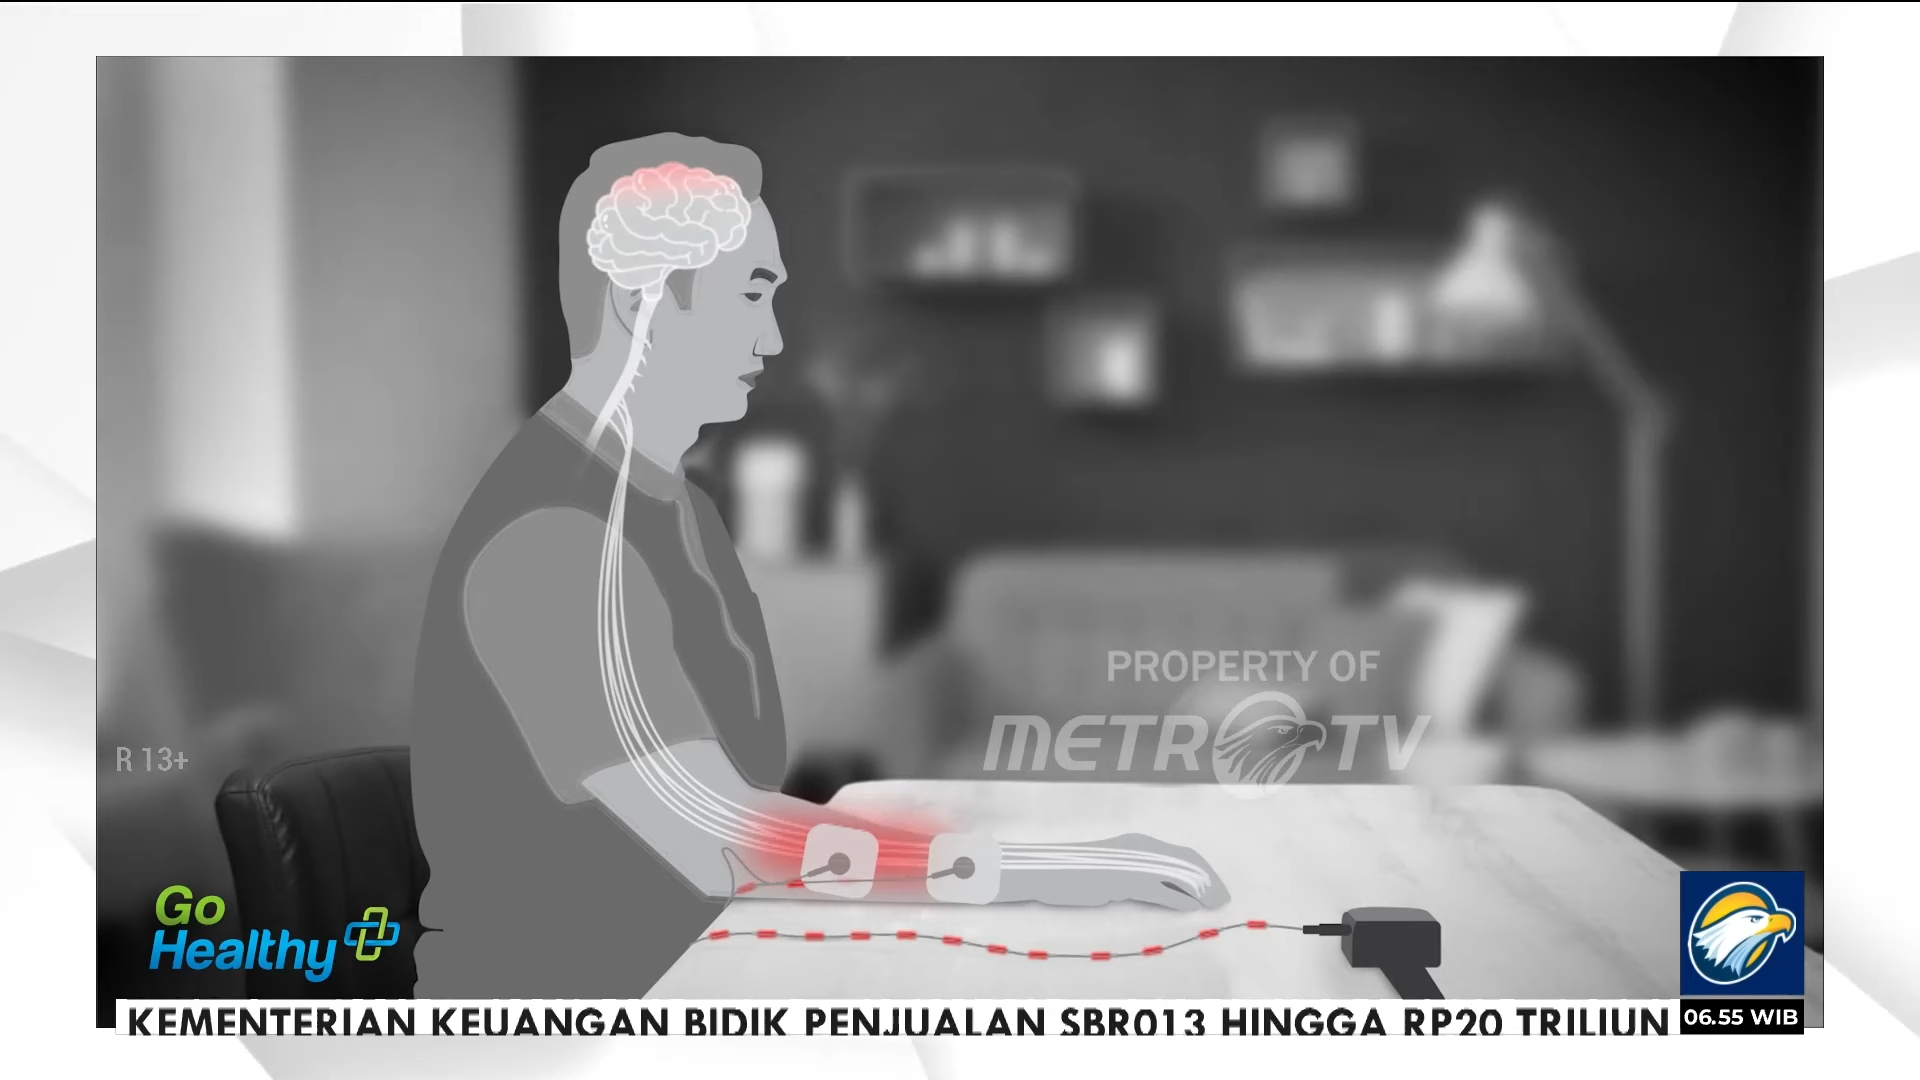 PROPERTY OF
METRO TV
R 13+
Go
Healthy
KEMENTERIAN KEUANGAN BIDIK PENJUALAN SBR013 HINGGA RP20 TRILIUN
06.55 WIB